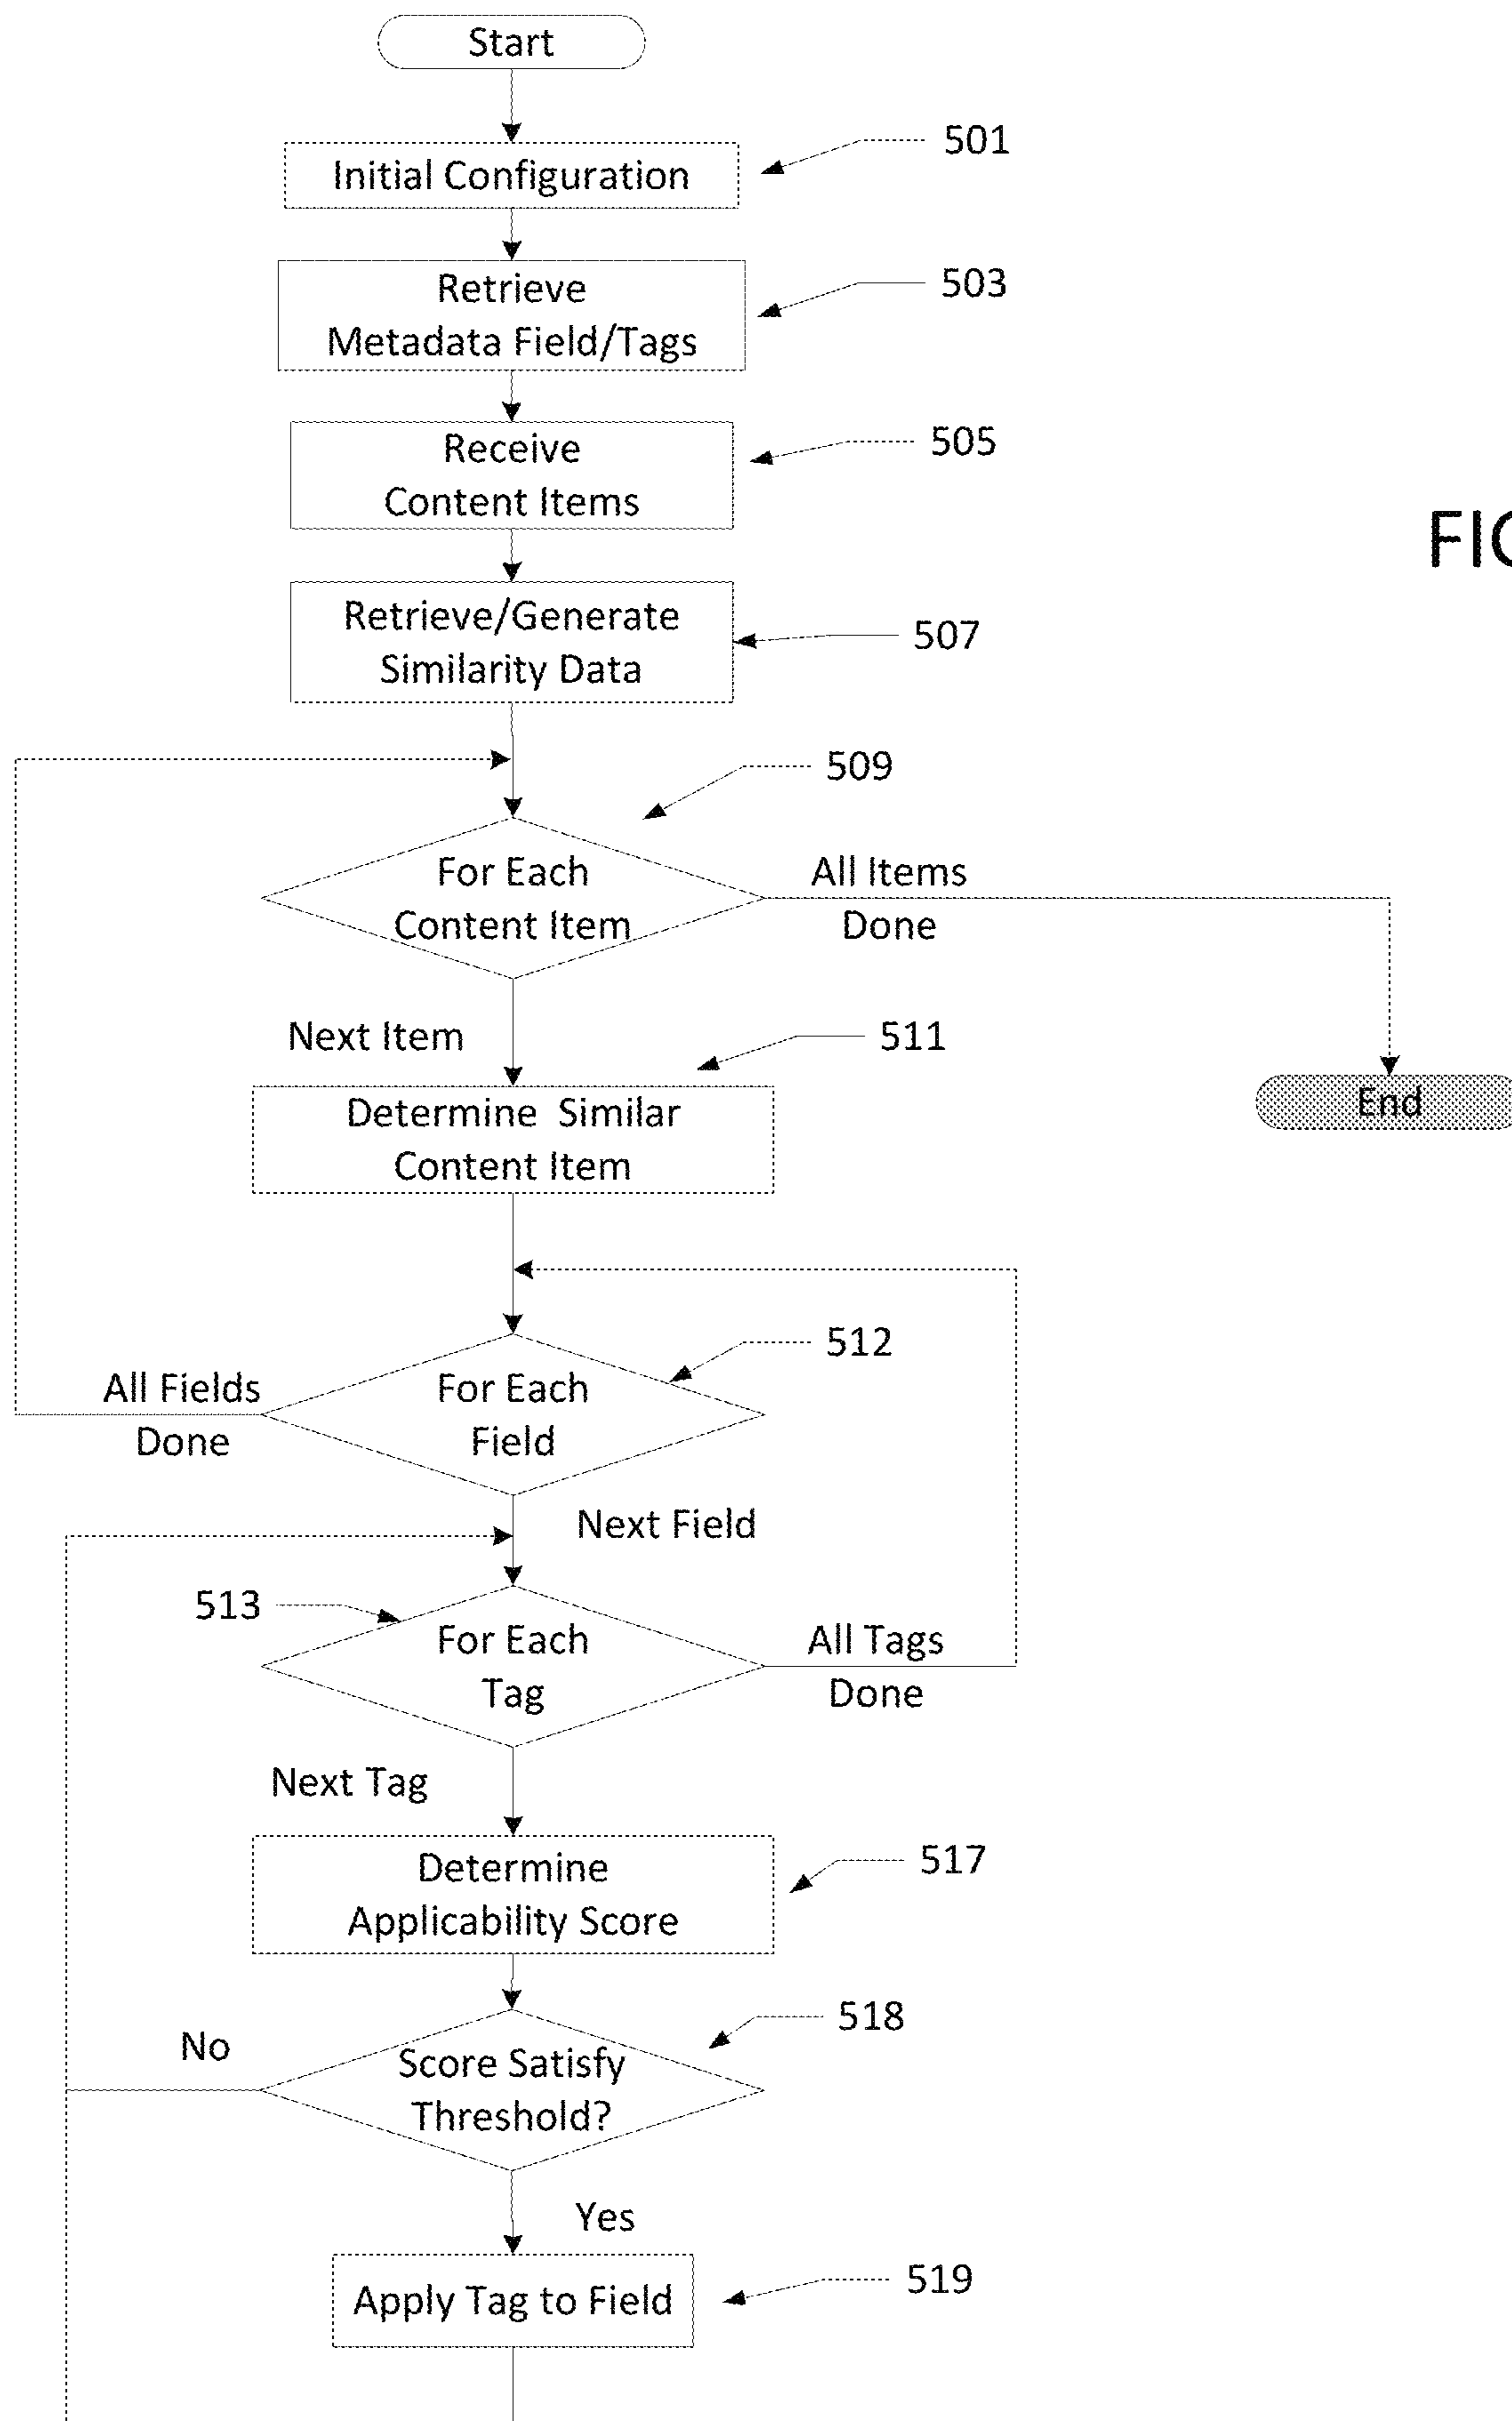 Start
501
Initial Configuration
503
Retrieve
Metadata Field/Tags
505
Receive
Content Items
FIG
507
Retrieve/Generate
Similarity Data
509
For Each
Content Item
All Items
Done
Next Item
511
Determine Similar
Content Item
End
512
For Each
Field
All Fields
Done
Next Field
513
For Each
Tag
All Tags
Done
Next Tag
517
Determine
Applicability Score
518
Score Satisfy
Threshold?
No
Yes
519
Apply Tag to Field